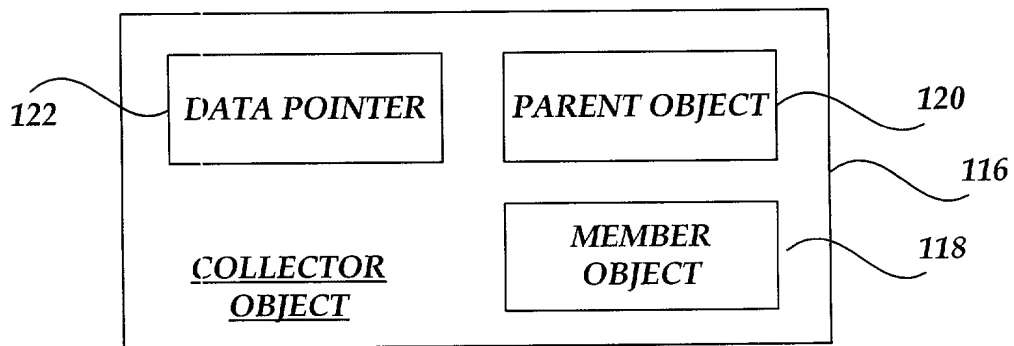 122
DATA POINTER
PARENT OBJECT
120
116
MEMBER
OBJECT
118
COLLECTOR
OBJECT